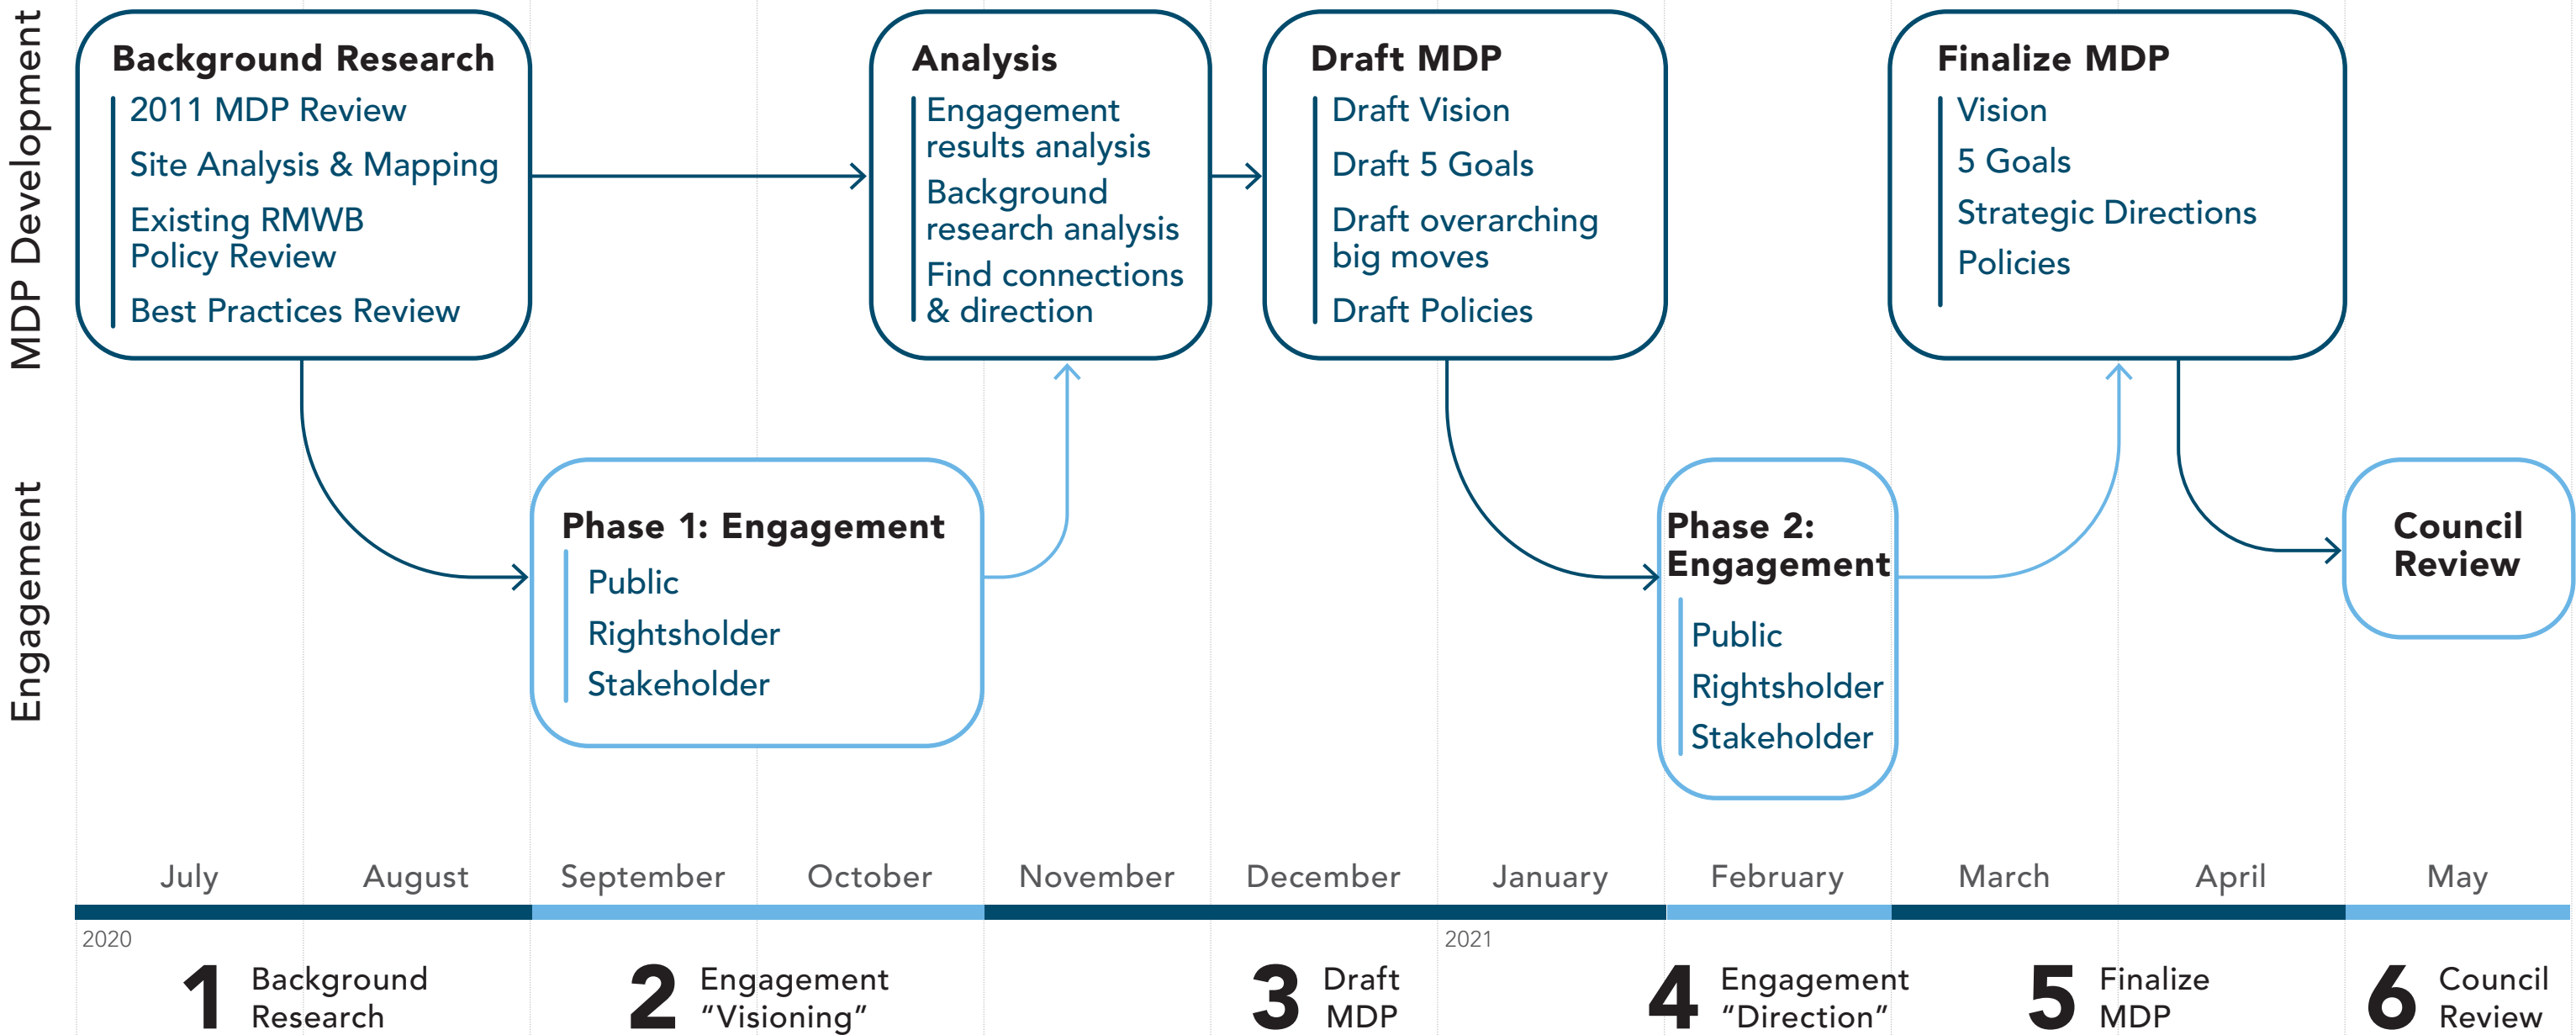 MDP Development
Background Research
2011 MDP Review
Site Analysis & Mapping
Existing RMWB
Policy Review
Best Practices Review
Analysis
Engagement
results analysis
Background
research analysis
Find connections
& direction
Draft MDP
Draft Vision
Draft 5 Goals
Draft overarching
big moves
Draft Policies
Finalize MDP
Vision
5 Goals
Strategic Directions
Policies
Engagement
Phase 1: Engagement
Public
Rightsholder
Stakeholder
Phase 2:
Engagement
Public
Rightsholder
Stakeholder
Council
Review
July August September October November December January February March April May
2020 2021
1 Background
Research
2 Engagement
“Visioning”
3 Draft
MDP
4 Engagement
“Direction”
5 Finalize
MDP
6 Council
Review